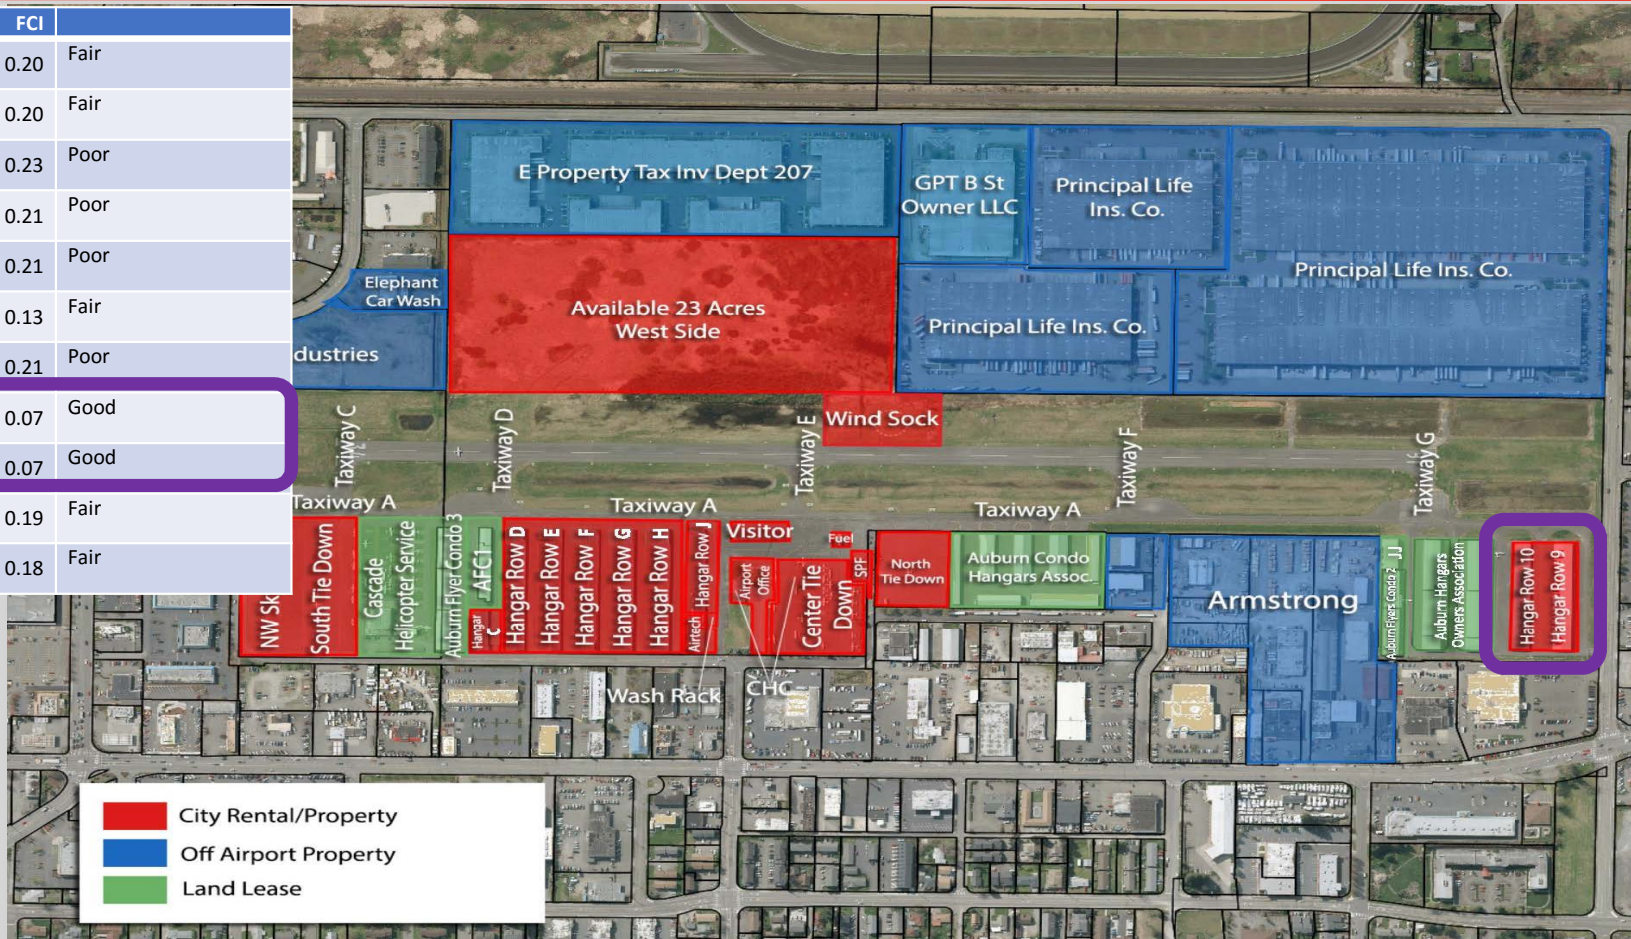 FCI
0.20 Fair
0.20 Fair
0.23 Poor
0.21 Poor
0.21 Poor
0.13 Fair
0.21 Poor
0.07 Good
0.07 Good
0.19 Fair
0.18 Fair
E Property Tax Inv Dept 207
GPT B St
Owner LLC
Principal Life
Ins. Co.
Principal Life Ins. Co.
Elephant
Car Wash
Available 23 Acres
West Side
Principal Life Ins. Co.
dustries
Wind Sock
Taxiway C
Taxiway D
Taxiway E
Taxiway F
Taxiway G
Taxiway A
Taxiway A
Taxiway A
NW Sk
South Tie Down
Cascade
Helicopter Service
Auburn Flyer Condo 3
AFC1
Hangar
C
Hangar Row D
Hangar Row E
Hangar Row F
Hangar Row G
Hangar Row H
Hangar Row J
Airtech
Visitor
Airport
Office
Fuel
Center Tie
Down
SPF
North
Tie Down
Auburn Condo
Hangars Assoc.
Armstrong
Auburn Flyers Condo 2
JJ
Auburn Hangars
Owners Association
Hangar Row 10
Hangar Row 9
Wash Rack
CHC
City Rental/Property
Off Airport Property
Land Lease